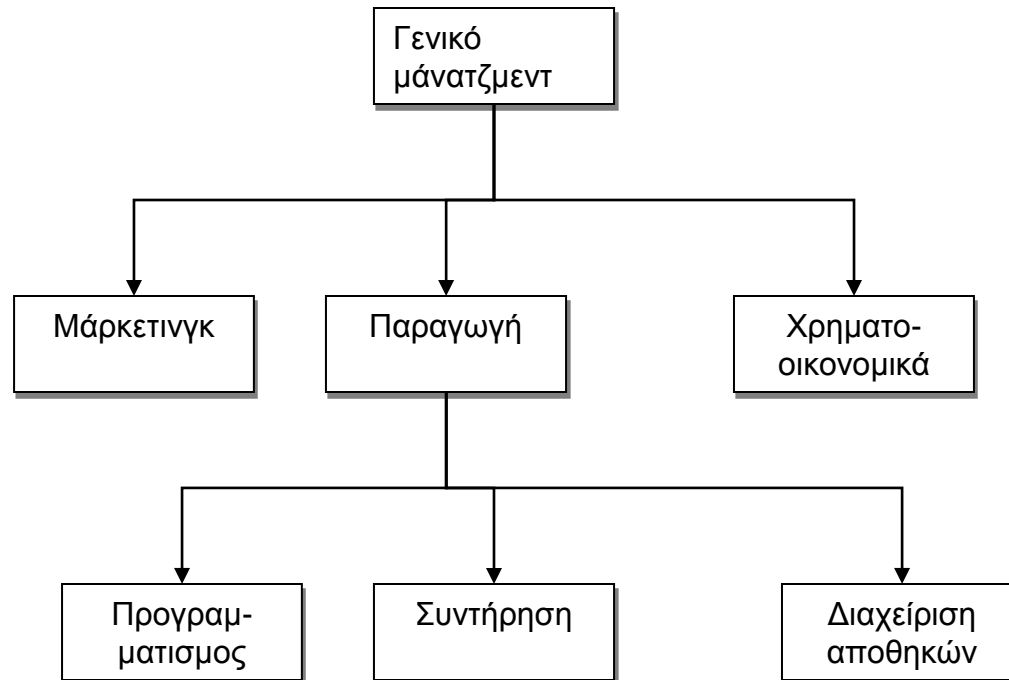 Γενικό
μάνατζμεντ
Μάρκετινγκ
Παραγωγή
Χρηματο-
οικονομικά
Προγραμ-
ματισμος
Συντήρηση
Διαχείριση
αποθηκών